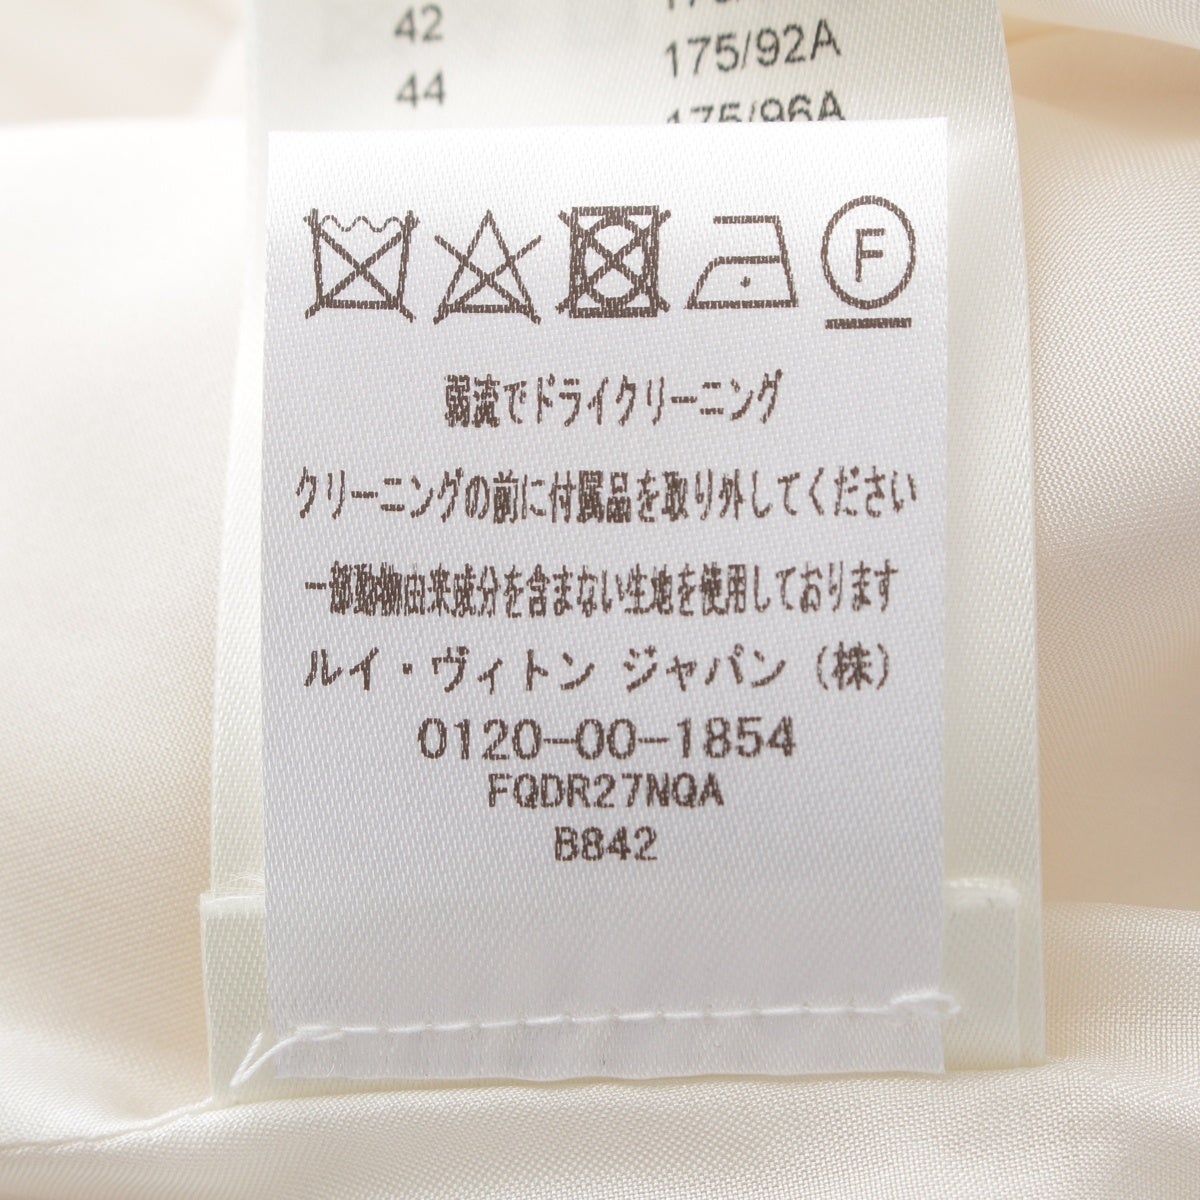 42
175/92A
44
175/96A
F
弱流でドライクリーニング
クリーニングの前に付属品を取り外してください
一部動物由来成分を含まない生地を使用しております
ルイ・ヴィトン ジャパン (株)
0120-00-1854
FQDR27NQA
B842